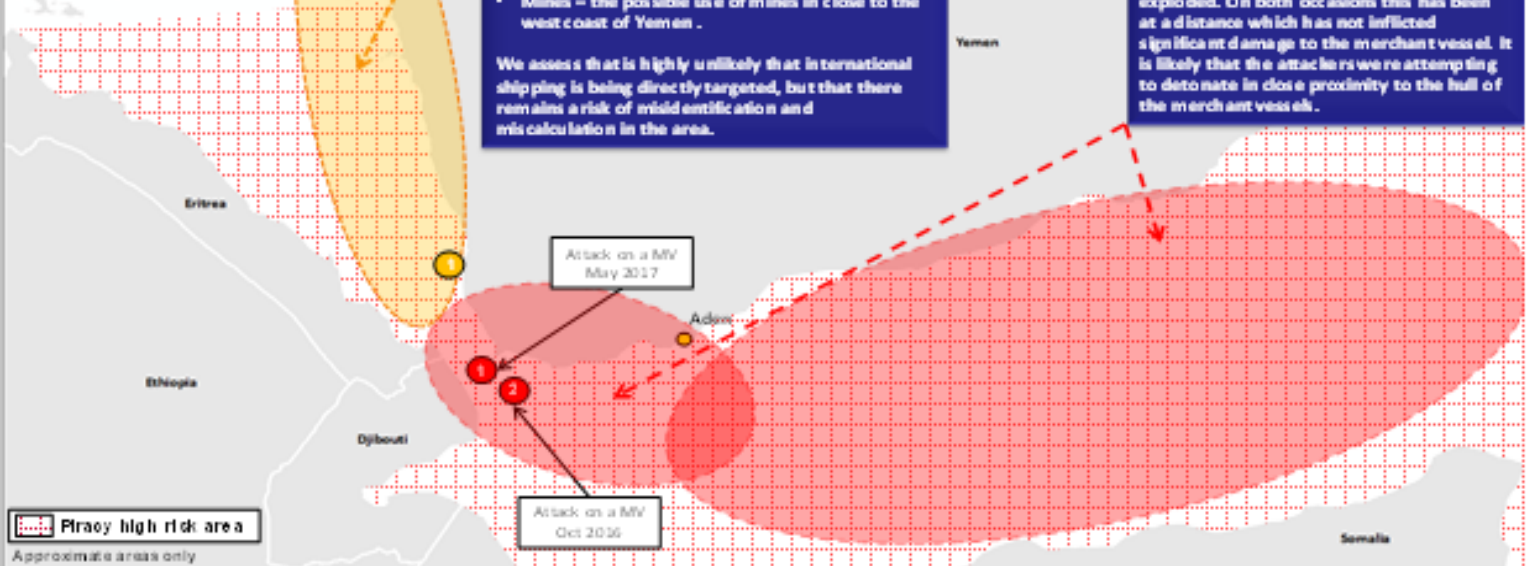 Mines – the possible use of mines in close to the
west coast of Yemen.
We assess that is highly unlikely that international
shipping is being directly targeted, but that there
remains a risk of misidentification and
miscalculation in the area.
Yemen
exploded. On both occasions this has been
at a distance which has not inflicted
significant damage to the merchant vessel. It
is likely that the attackers were attempting
to detonate in close proximity to the hull of
the merchant vessels.
Eritrea
1
Attack on a MV
May 2017
Aden
1
2
Ethiopia
Djibouti
Attack on a MV
Oct 2016
Piracy high risk area
Approximate areas only
Somalia